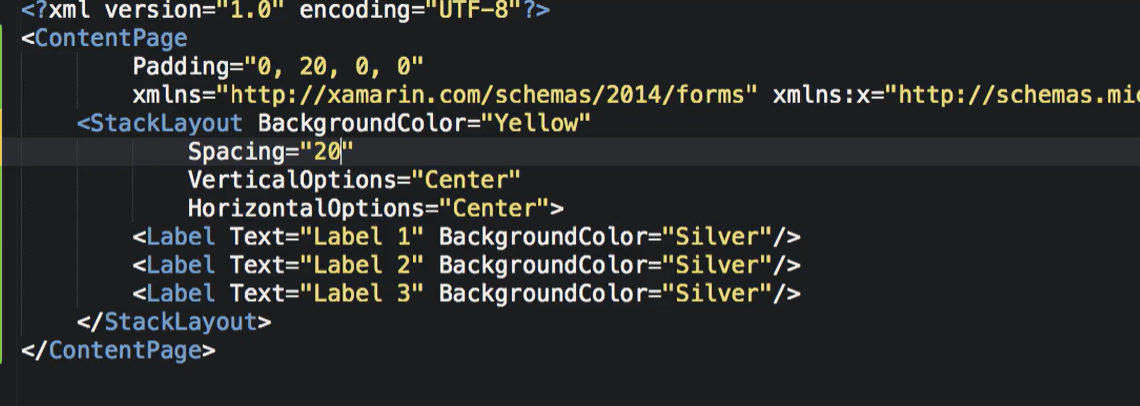 <?xml version="1.0" encoding="UTF-8"?>
<ContentPage
Padding="0, 20, 0, 0"
xmlns="http://xamarin.com/schemas/2014/forms" xmlns:x="http://schemas.mic
<StackLayout BackgroundColor="Yellow"
Spacing="20"
VerticalOptions="Center"
HorizontalOptions="Center">
<Label Text="Label 1" BackgroundColor="Silver"/>
<Label Text="Label 2" BackgroundColor="Silver"/>
<Label Text="Label 3" BackgroundColor="Silver"/>
</StackLayout>
</ContentPage>